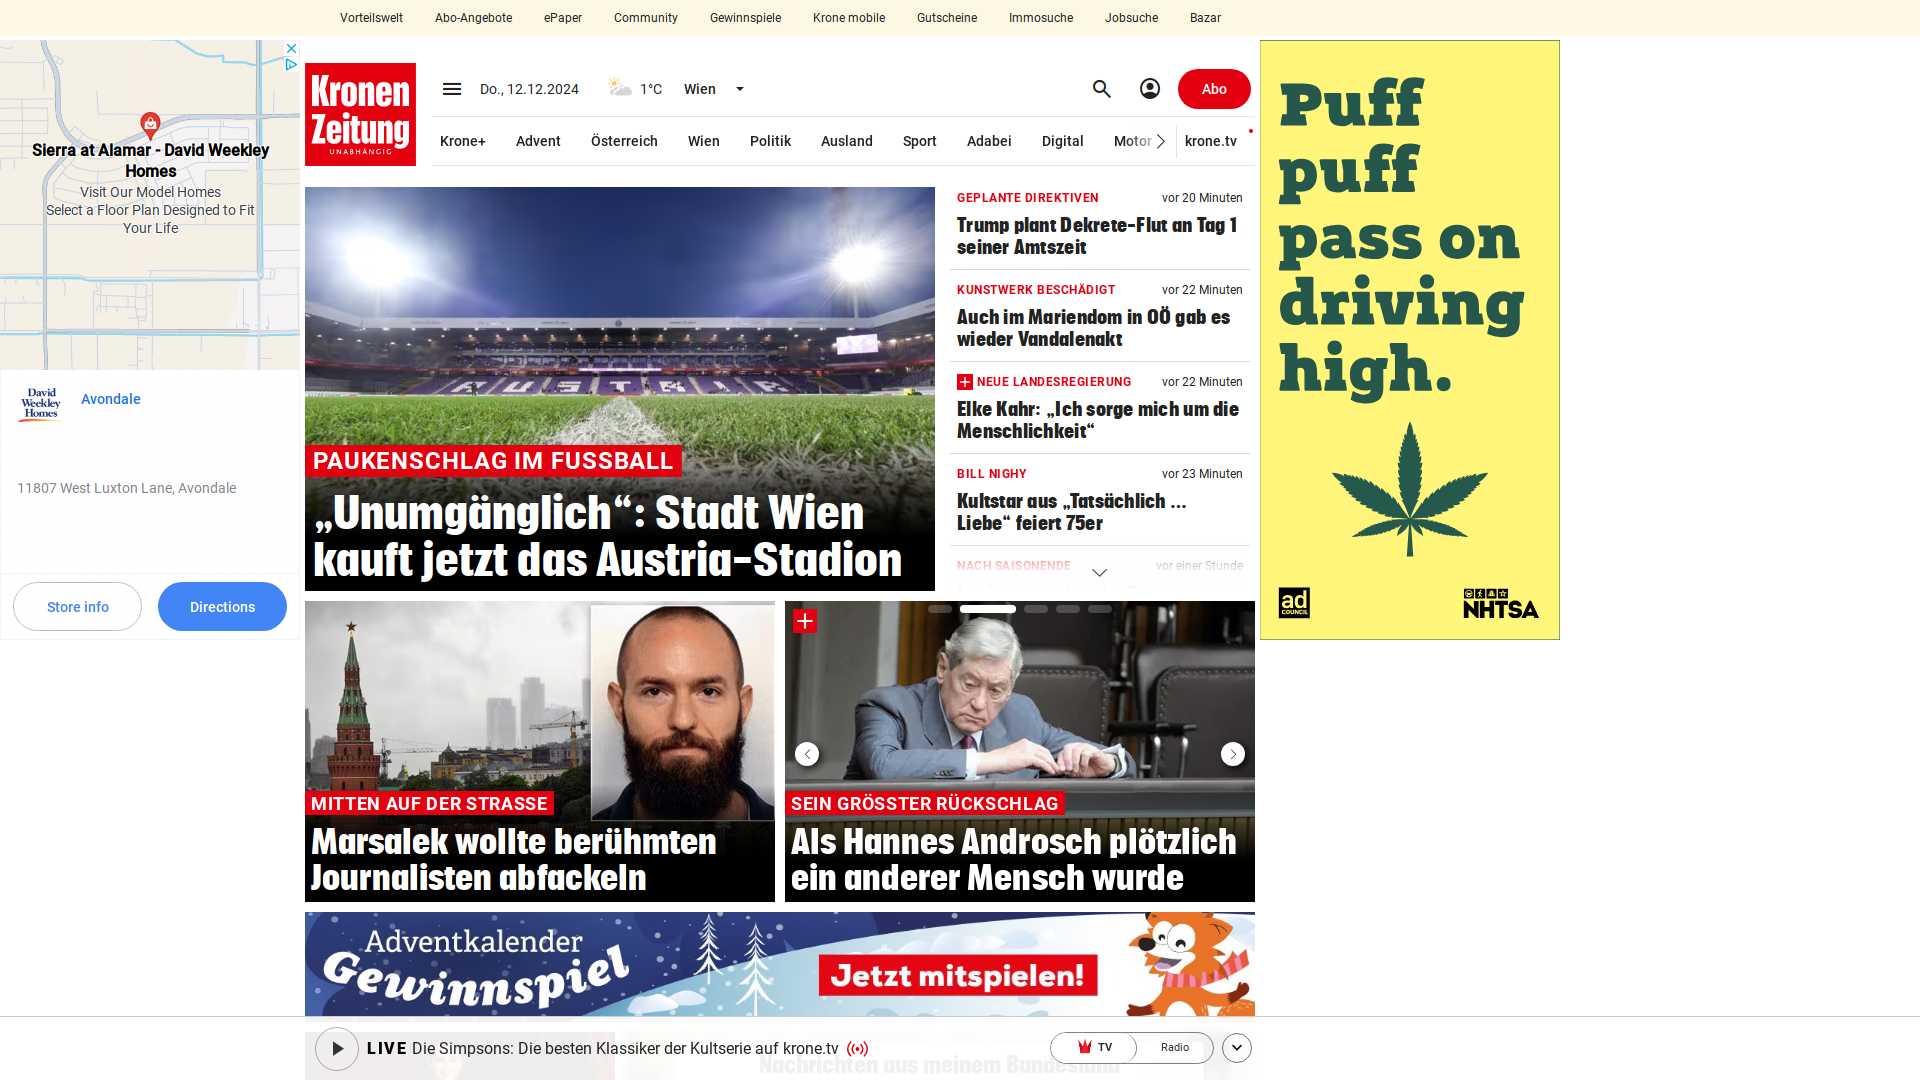 Vorteilswelt Abo-Angebote ePaper Community Gewinnspiele Krone mobile Gutscheine Immosuche Jobsuche Bazar
Sierra at Alamar - David Weekley
Homes
Visit Our Model Homes
Select a Floor Plan Designed to Fit
Your Life
David
Weekley
Homes
Avondale
11807 West Luxton Lane, Avondale
Store info
Directions
Kronen
Zeitung
UNABHÄNGIG
Do., 12.12.2024
1°C
Wien
Abo
Krone+ Advent Österreich Wien Politik Ausland Sport Adabei Digital Motor krone.tv
AUSTRIA
PAUKENSCHLAG IM FUSSBALL
„Unumgänglich“: Stadt Wien
kauft jetzt das Austria-Stadion
GEPLANTE DIREKTIVEN vor 20 Minuten
Trump plant Dekrete-Flut an Tag 1
seiner Amtszeit
KUNSTWERK BESCHÄDIGT vor 22 Minuten
Auch im Mariendom in OÖ gab es
wieder Vandalenakt
NEUE LANDESREGIERUNG vor 22 Minuten
Elke Kahr: „Ich sorge mich um die
Menschlichkeit“
BILL NIGHY vor 23 Minuten
Kultstar aus „Tatsächlich ...
Liebe“ feiert 75er
NACH SAISONENDE vor einer Stunde
MITTEN AUF DER STRASSE
Marsalek wollte berühmten
Journalisten abfackeln
SEIN GRÖSSTER RÜCKSCHLAG
Als Hannes Androsch plötzlich
ein anderer Mensch wurde
Adventkalender
Gewinnspiel
Jetzt mitspielen!
LIVE Die Simpsons: Die besten Klassiker der Kultserie auf krone.tv
TV
Radio
Nachrichten aus meinem Bundesland
Puff
puff
pass on
driving
high.
ad
COUNCIL
NHTSA